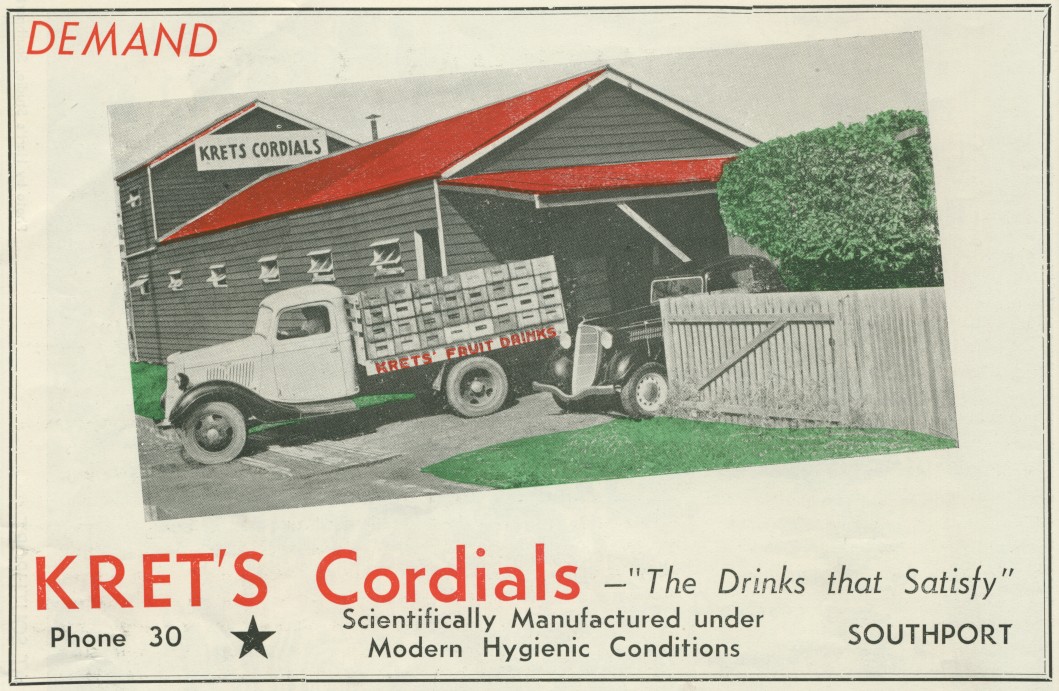 DEMAND
KRETS CORDIALS
KRETS' FRUIT DRINKS
KRET'S Cordials –"The Drinks that Satisfy"
Phone 30 ★ Scientifically Manufactured under
Modern Hygienic Conditions
SOUTHPORT